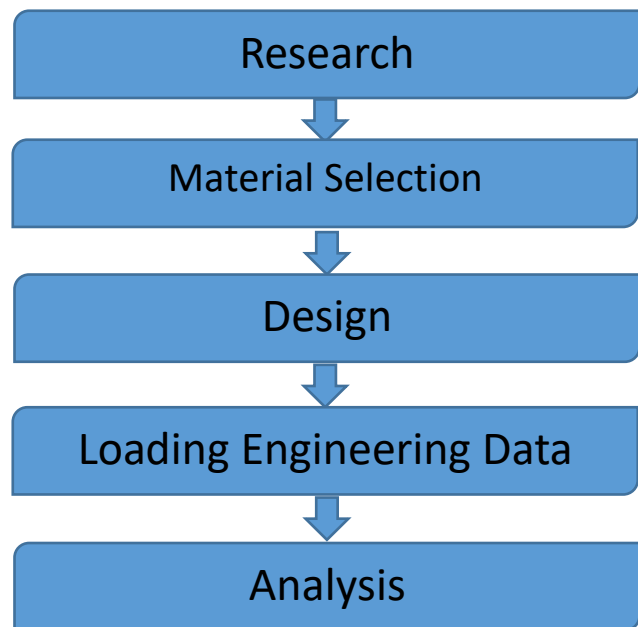 Research
Material Selection
Design
Loading Engineering Data
Analysis